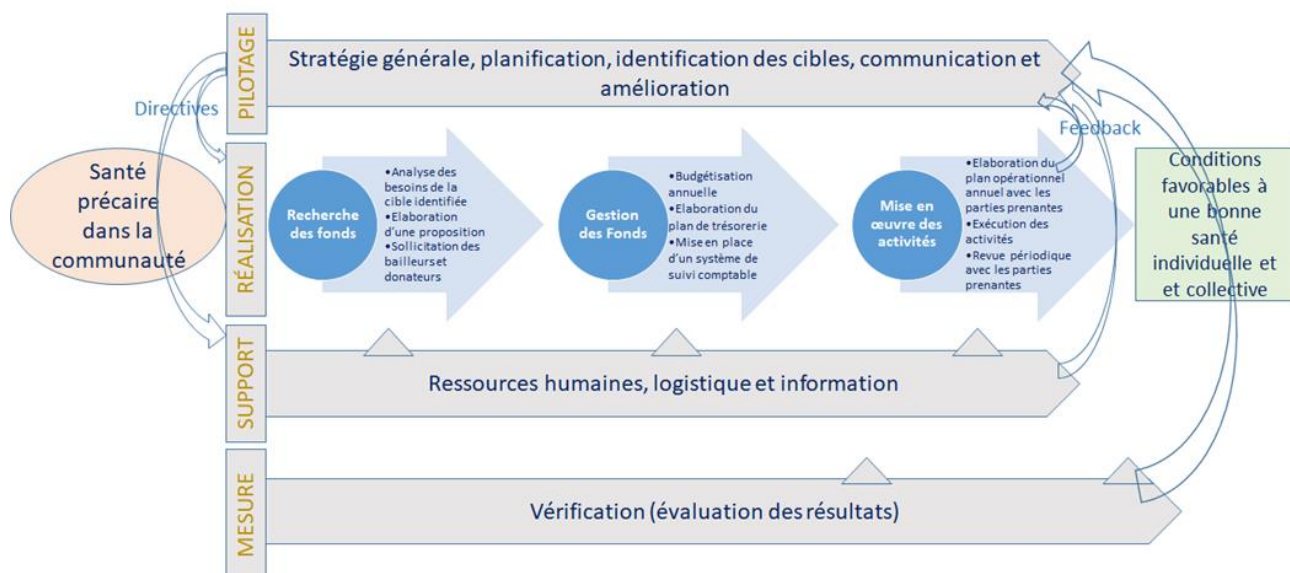 PILOTAGE
Stratégie générale, planification, identification des cibles, communication et
amélioration
Directives
Feedback
Santé
précaire
dans la
communauté
RÉALISATION
Recherche
des fonds
•Analyse des
besoins de la
cible identifiée
•Elaboration
d'une proposition
•Sollicitation des
bailleurs et
donateurs
Gestion
des Fonds
•Budgétisation
annuelle
•Elaboration du
plan de trésorerie
•Mise en place
d'un système de
suivi comptable
Mise en
œuvre des
activités
•Elaboration du
plan opérationnel
annuel avec les
parties prenantes
•Exécution des
activités
•Revue périodique
avec les parties
prenantes
Conditions
favorables à
une bonne
santé
individuelle et
et collective
SUPPORT
Ressources humaines, logistique et information
MESURE
Vérification (évaluation des résultats)